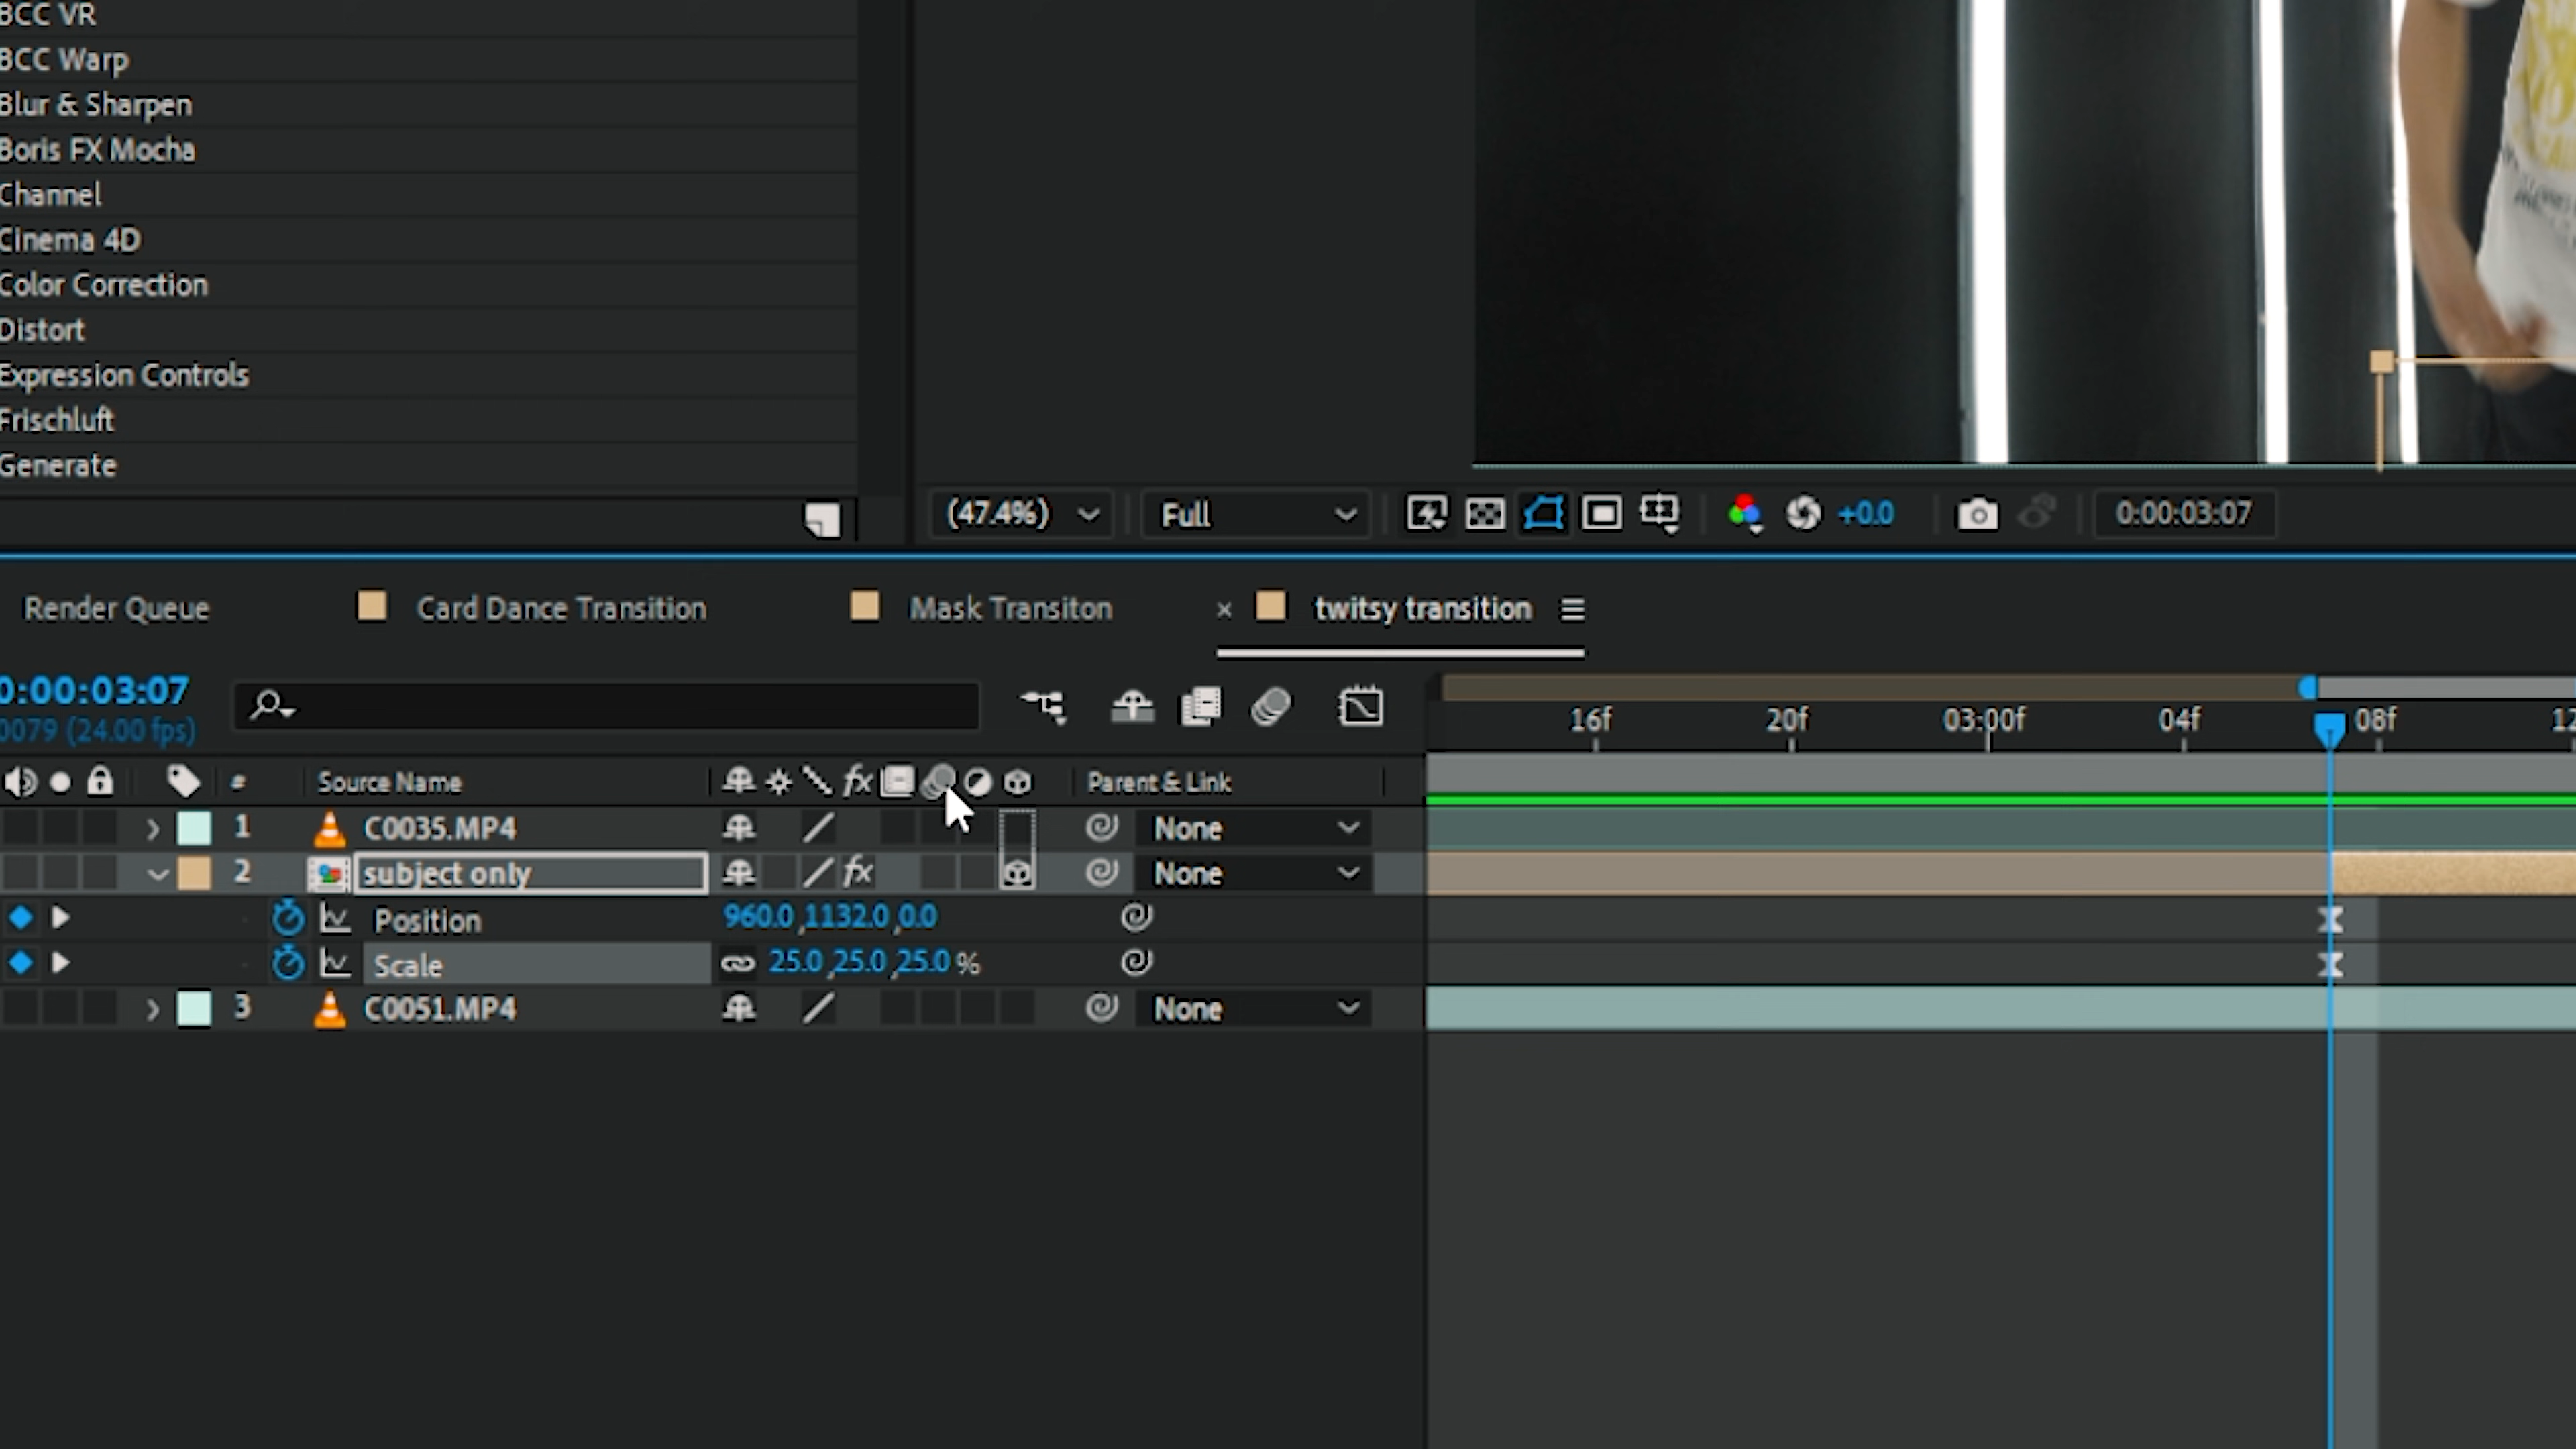 BCC VR
BCC Warp
Blur & Sharpen
Boris FX Mocha
Channel
Cinema 4D
Color Correction
Distort
Expression Controls
Frischluft
Generate
(47.4%) Full +0.0 0:00:03:07
Render Queue Card Dance Transition Mask Transiton × twitsy transition
0:00:03:07
0079 (24.00 fps)
16f 20f 03:00f 04f 08f 12
# Source Name fx Parent & Link
1 C0035.MP4 None
2 subject only fx None
Position 960.0,1132.0,0.0
Scale 25.0,25.0,25.0%
3 C0051.MP4 None